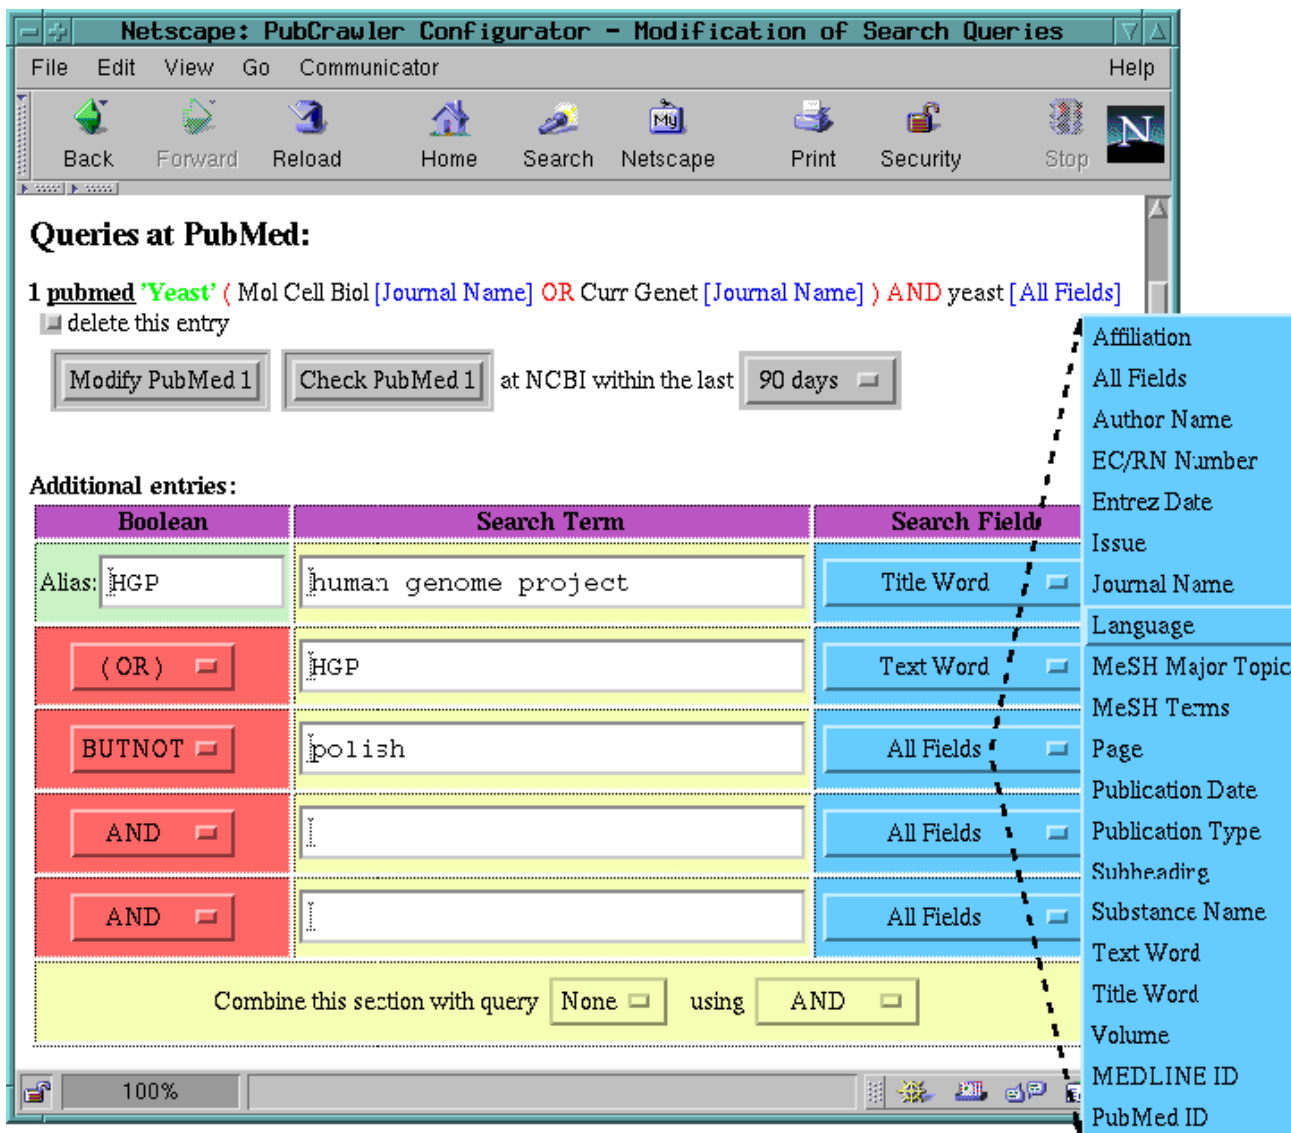 Netscape: PubCrawler Configurator - Modification of Search Queries
File Edit View Go Communicator Help
Back Forward Reload Home Search Netscape Print Security Stop
My
N
Queries at PubMed:
1 pubmed 'Yeast' ( Mol Cell Biol [Journal Name] OR Curr Genet [Journal Name] ) AND yeast [All Fields]
delete this entry
Modify PubMed 1 Check PubMed 1 at NCBI within the last 90 days
Additional entries:
Boolean Search Term Search Field
Alias: HGP human genome project Title Word
(OR) HGP Text Word
BUTNOT polish All Fields
AND All Fields
AND All Fields
Combine this section with query None using AND
100%
Affiliation
All Fields
Author Name
EC/RN Number
Entrez Date
Issue
Journal Name
Language
MeSH Major Topic
MeSH Terms
Page
Publication Date
Publication Type
Subheading
Substance Name
Text Word
Title Word
Volume
MEDLINE ID
PubMed ID